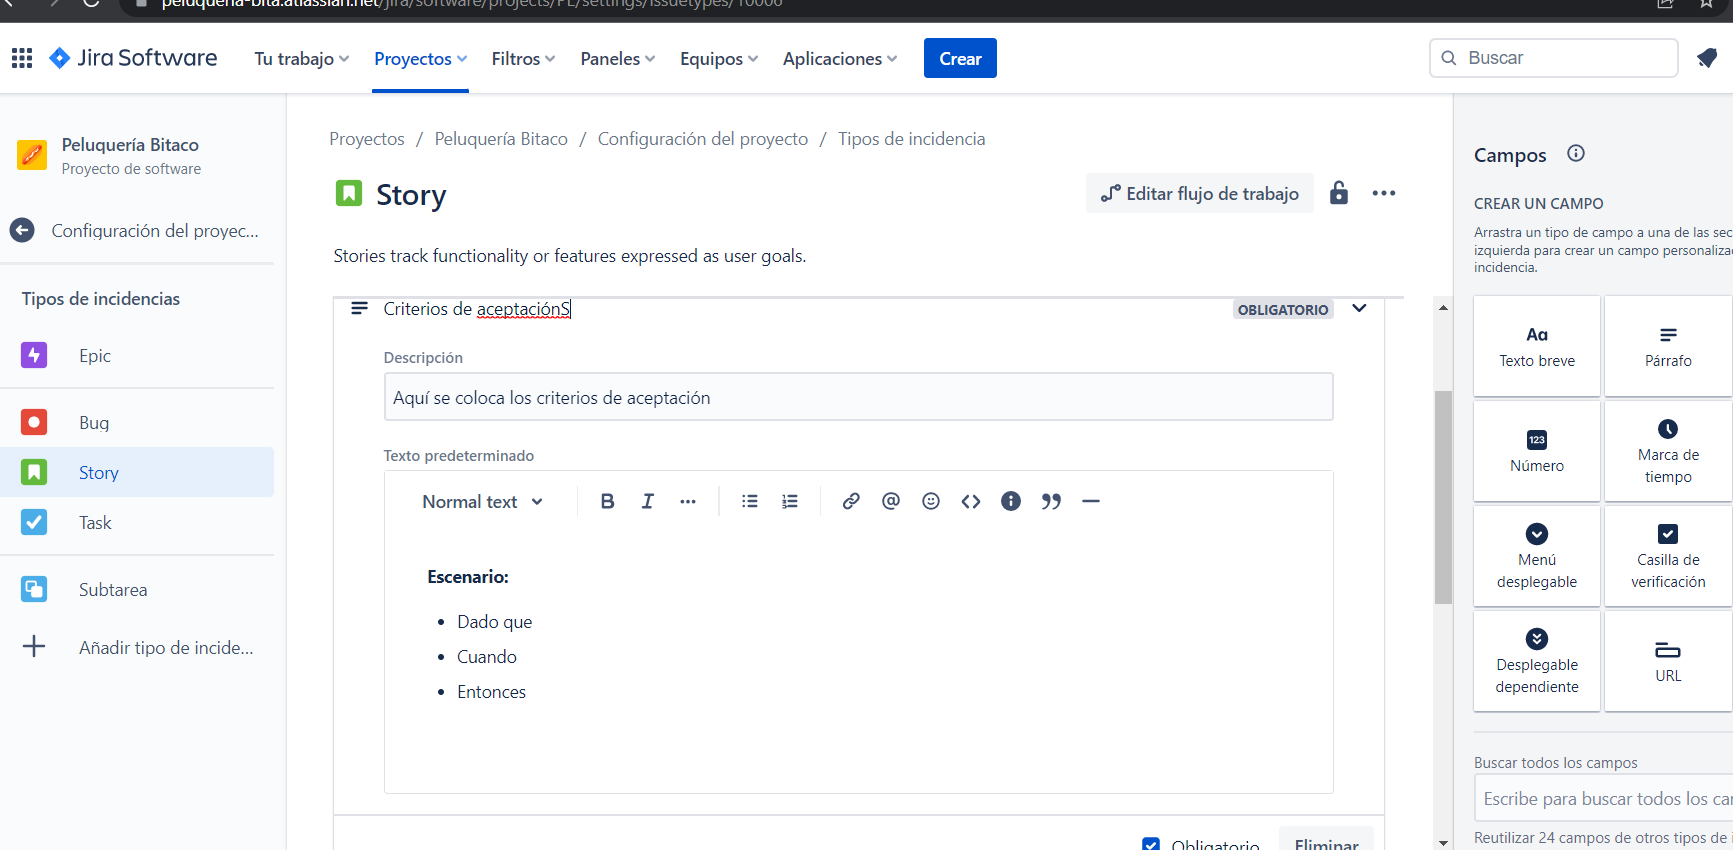 peluqueria-bita.atlassian.net/jira/software/projects/PE/settings/issuetypes/10006
Jira Software
Tu trabajo
Proyectos
Filtros
Paneles
Equipos
Aplicaciones
Crear
Buscar
Peluquería Bitaco
Proyecto de software
Configuración del proyec...
Tipos de incidencias
Epic
Bug
Story
Task
Subtarea
Añadir tipo de incide...
Proyectos / Peluquería Bitaco / Configuración del proyecto / Tipos de incidencia
Story
Editar flujo de trabajo
Stories track functionality or features expressed as user goals.
Criterios de aceptaciónS
OBLIGATORIO
Descripción
Aquí se coloca los criterios de aceptación
Texto predeterminado
Normal text
Escenario:
• Dado que
• Cuando
• Entonces
Obligatorio
Eliminar
Campos
CREAR UN CAMPO
Arrastra un tipo de campo a una de las sec
izquierda para crear un campo personaliza
incidencia.
Aa
Texto breve
Párrafo
123
Número
Marca de
tiempo
Menú
desplegable
Casilla de
verificación
Desplegable
dependiente
URL
Buscar todos los campos
Escribe para buscar todos los ca
Reutilizar 24 campos de otros tipos de i